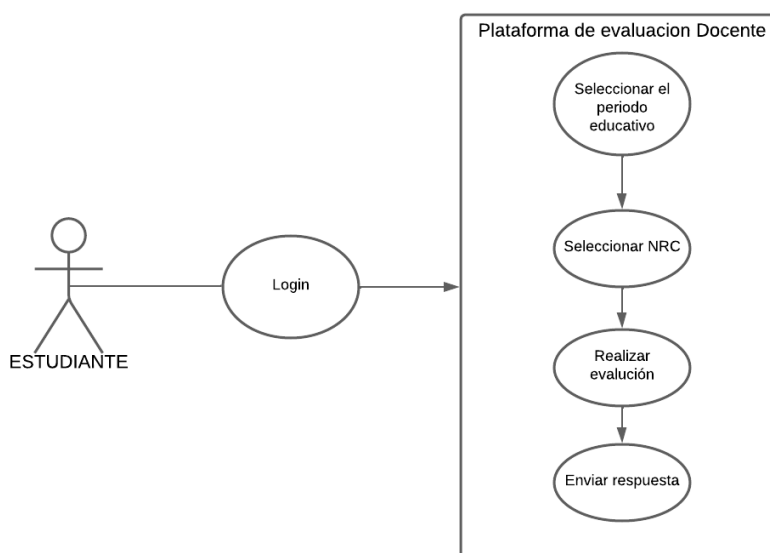 Plataforma de evaluacion Docente
Seleccionar el
periodo
educativo
Seleccionar NRC
Login
Realizar
evalución
ESTUDIANTE
Enviar respuesta